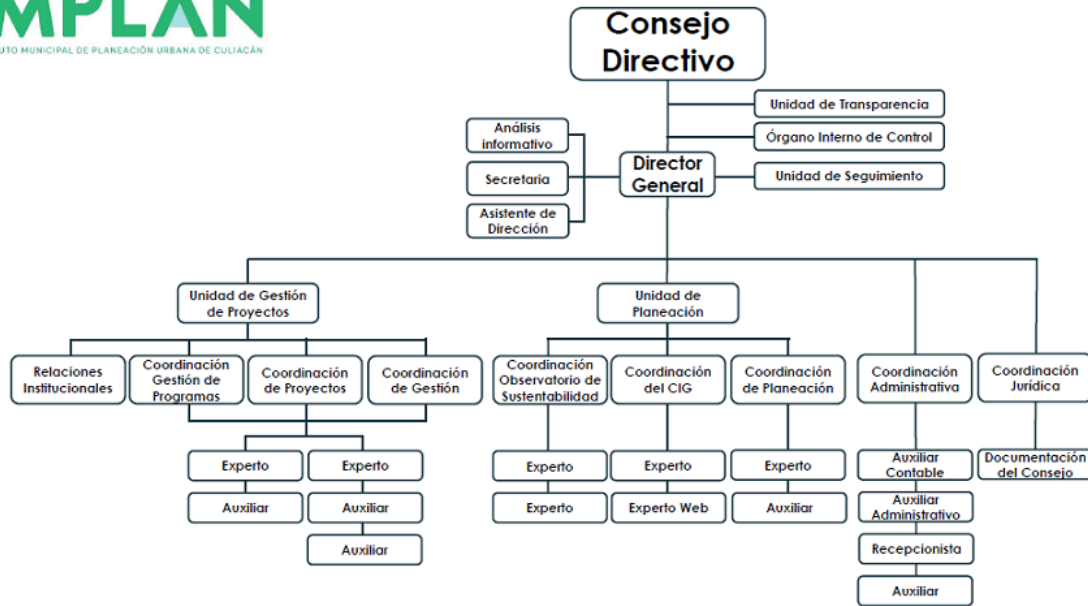 MPLAN
UTO MUNICIPAL DE PLANEACIÓN URBANA DE CULIACÁN
Consejo
Directivo
Unidad de Transparencia
Órgano Interno de Control
Análisis
informativo
Secretaria
Asistente de
Dirección
Director
General
Unidad de Seguimiento
Unidad de Gestión
de Proyectos
Unidad de
Planeación
Relaciones
Institucionales
Coordinación
Gestión de
Programas
Coordinación
de Proyectos
Coordinación
de Gestión
Coordinación
Observatorio de
Sustentabilidad
Coordinación
del CIG
Coordinación
de Planeación
Coordinación
Administrativa
Coordinación
Jurídica
Experto
Experto
Experto
Experto
Experto
Auxiliar
Contable
Documentación
del Consejo
Auxiliar
Auxiliar
Experto
Experto Web
Auxiliar
Auxiliar
Administrativo
Auxiliar
Recepcionista
Auxiliar